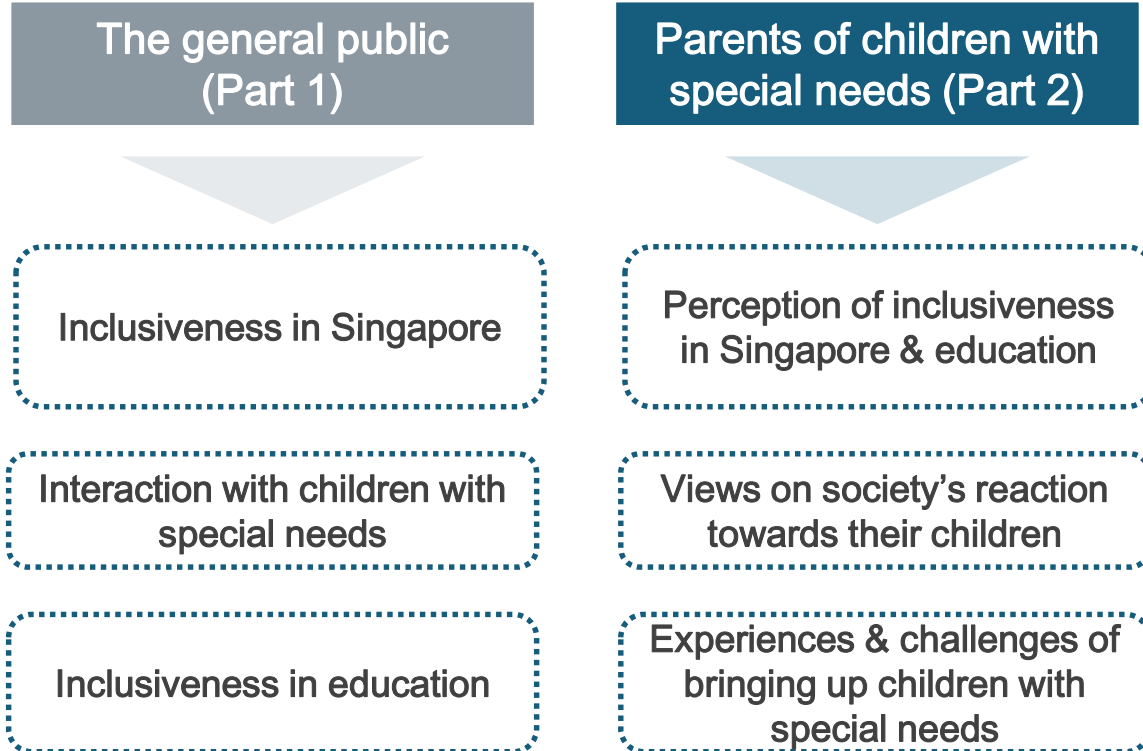 The general public
(Part 1)
Parents of children with
special needs (Part 2)
Inclusiveness in Singapore
Perception of inclusiveness
in Singapore & education
Interaction with children with
special needs
Views on society’s reaction
towards their children
Inclusiveness in education
Experiences & challenges of
bringing up children with
special needs